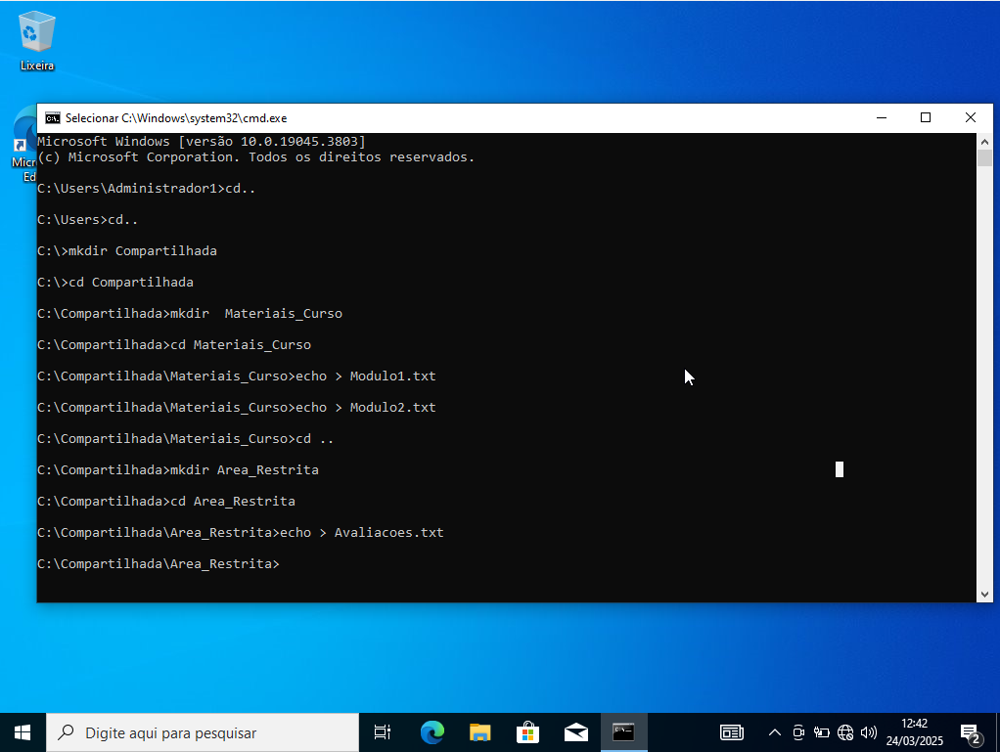 Lixeira
Selecionar C:\Windows\system32\cmd.exe
Microsoft Windows [versão 10.0.19045.3803]
(c) Microsoft Corporation. Todos os direitos reservados.
Micr
Ed
C:\Users\Administrador1>cd..
C:\Users>cd..
C:\>mkdir Compartilhada
C:\>cd Compartilhada
C:\Compartilhada>mkdir  Materiais_Curso
C:\Compartilhada>cd Materiais_Curso
C:\Compartilhada\Materiais_Curso>echo > Modulo1.txt
C:\Compartilhada\Materiais_Curso>echo > Modulo2.txt
C:\Compartilhada\Materiais_Curso>cd ..
C:\Compartilhada>mkdir Area_Restrita
C:\Compartilhada>cd Area_Restrita
C:\Compartilhada\Area_Restrita>echo > Avaliacoes.txt
C:\Compartilhada\Area_Restrita>
Digite aqui para pesquisar
12:42
24/03/2025
2